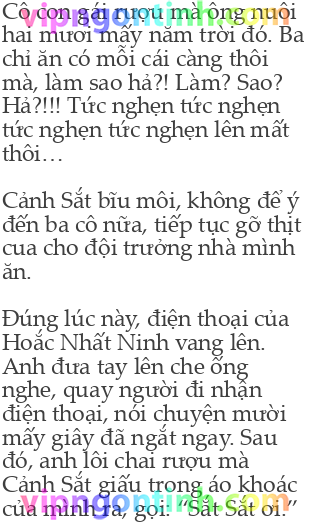 vipngontinh.com
Cô con gái rượu mà ông nuôi
hai mươi mấy năm trời đó. Ba
chỉ ăn có mỗi cái càng thôi
mà, làm sao hả?! Làm? Sao?
Hả?!!! Tức nghẹn tức nghẹn
tức nghẹn tức nghẹn lên mất
thôi…
Cảnh Sắt bĩu môi, không để ý
đến ba cô nữa, tiếp tục gỡ thịt
cua cho đội trưởng nhà mình
ăn.
Đúng lúc này, điện thoại của
Hoắc Nhất Ninh vang lên.
Anh đưa tay lên che ống
nghe, quay người đi nhận
điện thoại, nói chuyện mười
mấy giây đã ngắt ngay. Sau
đó, anh lôi chai rượu mà
Cảnh Sắt giấu trong áo khoác
của mình ra, gọi: “Sắt Sắt ơi.”
vipngontinh.com